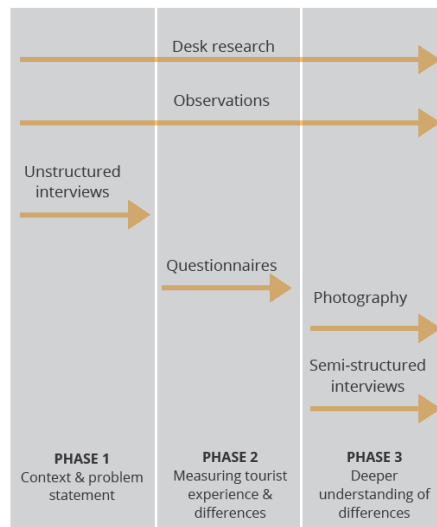 Desk research
Observations
Unstructured
interviews
Questionnaires
Photography
Semi-structured
interviews
PHASE 1
Context & problem
statement
PHASE 2
Measuring tourist
experience &
differences
PHASE 3
Deeper
understanding of
differences